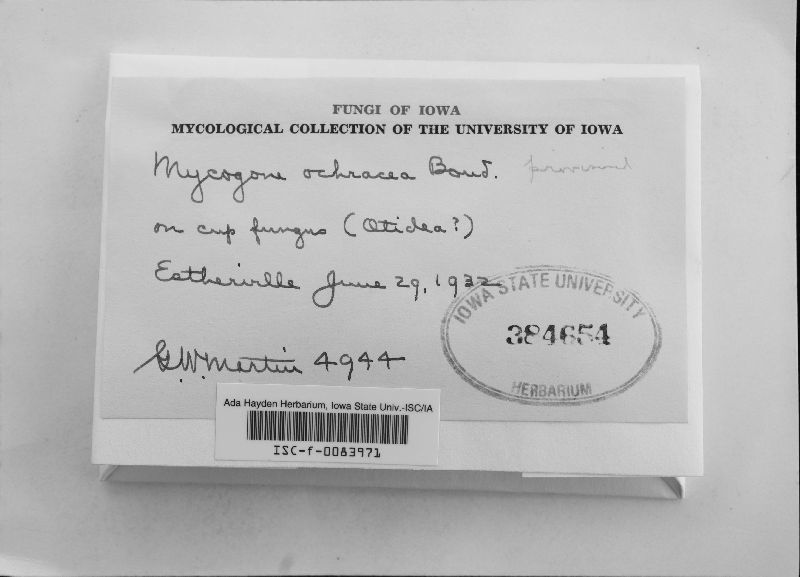 FUNGI OF IOWA
MYCOLOGICAL COLLECTION OF THE UNIVERSITY OF IOWA
Mycogone ochracea Boud. provisional
on cup fungus (Otidea?)
Estherville June 29, 1932
IOWA STATE UNIVERSITY
384654
HERBARIUM
G.W. Martin 4944
Ada Hayden Herbarium, Iowa State Univ.-ISC/IA
ISC-f-0083971